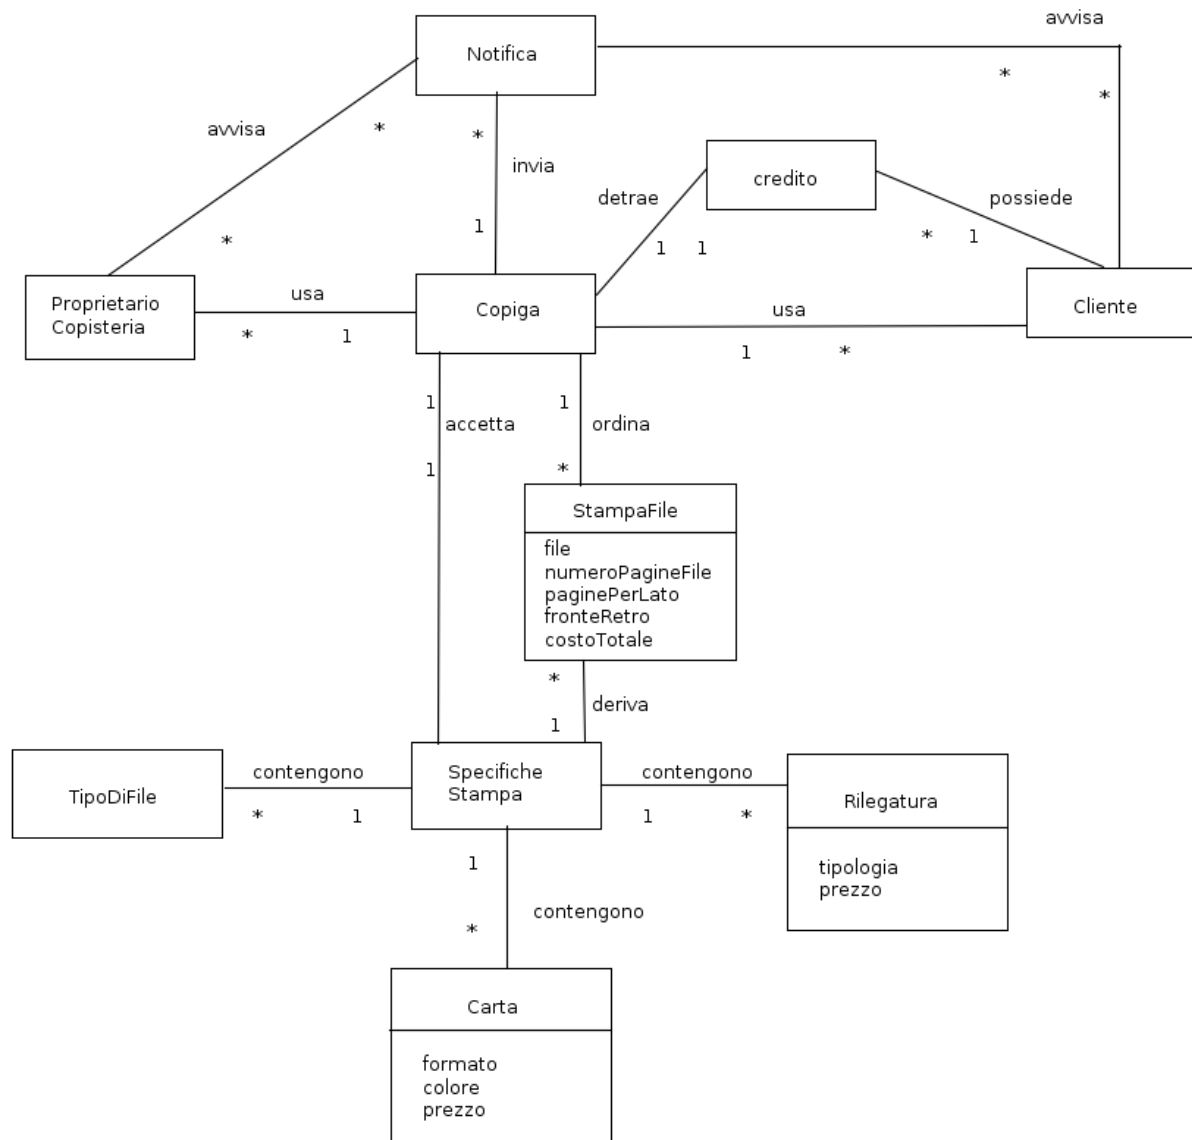 avvisa
Notifica
*
*
avvisa
*
*
invia
credito
detrae
possiede
1
*
1
1
*
1
Proprietario
Copisteria
usa
Copiga
usa
Cliente
*
1
1
*
1
1
accetta
ordina
1
*
StampaFile
file
numeroPagineFile
paginePerLato
fronteRetro
costoTotale
*
deriva
1
contengono
Specifiche
Stampa
contengono
TipoDiFile
Rilegatura
*
1
1
*
1
tipologia
prezzo
contengono
*
Carta
formato
colore
prezzo